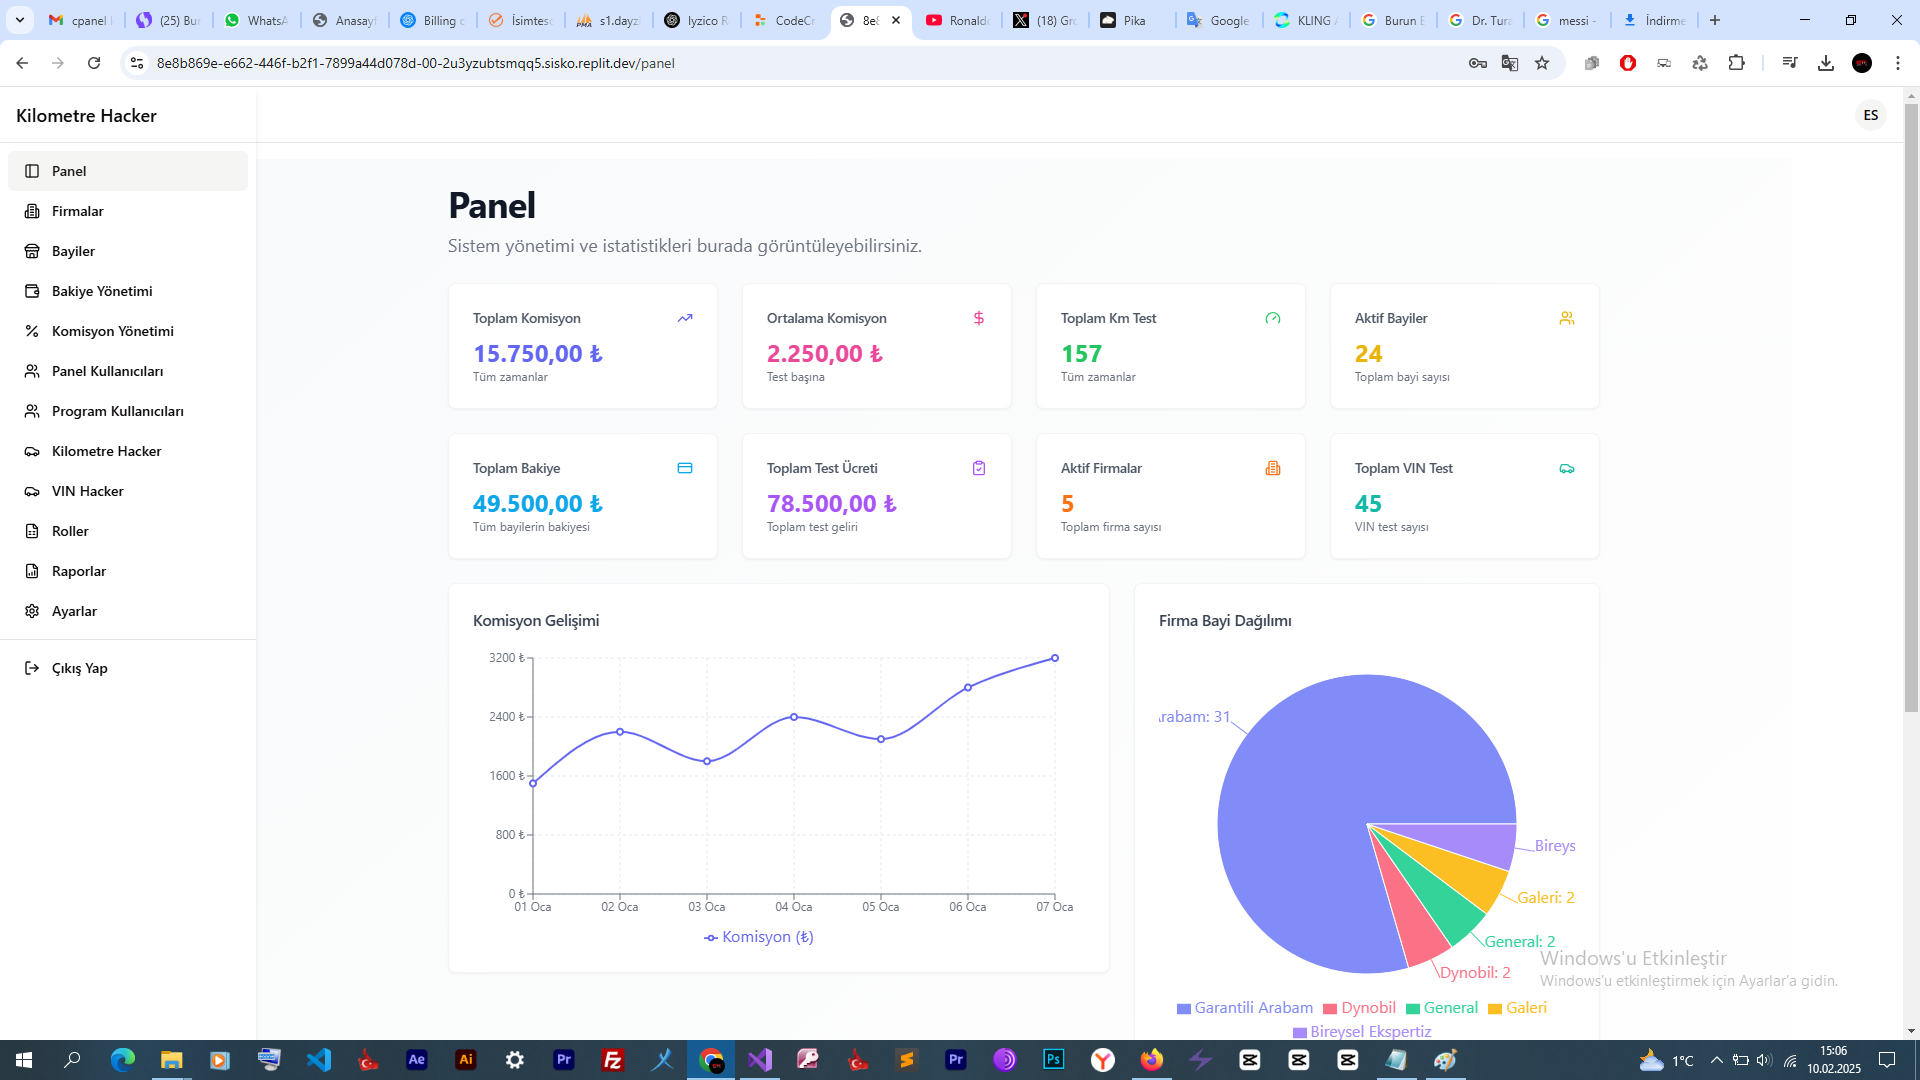 cpanel
(25) Bu
WhatsA
Anasayf
Billing
İsimtesc
s1.dayzi
Iyzico R
CodeCr
8e8
Ronald
(18) Gr
Pika
Google
KLING
Burun E
Dr. Tura
messi -
İndirme
8e8b869e-e662-446f-b2f1-7899a44d078d-00-2u3yzubtsmqq5.sisko.replit.dev/panel
Kilometre Hacker
ES
Panel
Firmalar
Bayiler
Bakiye Yönetimi
Komisyon Yönetimi
Panel Kullanıcıları
Program Kullanıcıları
Kilometre Hacker
VIN Hacker
Roller
Raporlar
Ayarlar
Çıkış Yap
Panel
Sistem yönetimi ve istatistikleri burada görüntüleyebilirsiniz.
Toplam Komisyon
15.750,00 ₺
Tüm zamanlar
Ortalama Komisyon
2.250,00 ₺
Test başına
Toplam Km Test
157
Tüm zamanlar
Aktif Bayiler
24
Toplam bayi sayısı
Toplam Bakiye
49.500,00 ₺
Tüm bayilerin bakiyesi
Toplam Test Ücreti
78.500,00 ₺
Toplam test geliri
Aktif Firmalar
5
Toplam firma sayısı
Toplam VIN Test
45
VIN test sayısı
Komisyon Gelişimi
3200 ₺
2400 ₺
1600 ₺
800 ₺
0 ₺
01 Oca 02 Oca 03 Oca 04 Oca 05 Oca 06 Oca 07 Oca
Komisyon (₺)
Firma Bayi Dağılımı
rabam: 31
Bireys
Galeri: 2
General: 2
Dynobil: 2
Garantili Arabam Dynobil General Galeri
Bireysel Ekspertiz
Windows'u Etkinleştir
Windows'u etkinleştirmek için Ayarlar'a gidin.
1°C
15:06
10.02.2025